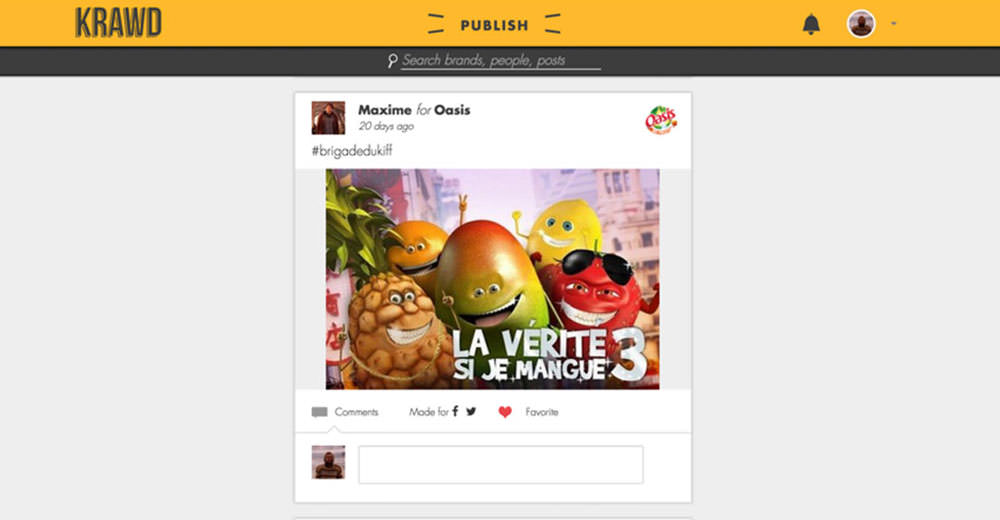 KRAWD
PUBLISH
Search brands, people, posts
Maxime for Oasis
20 days ago
Oasis
#brigadedukiff
LA VÉRITÉ
SI JE MANGUE 3
Comments
Made for
Favorite